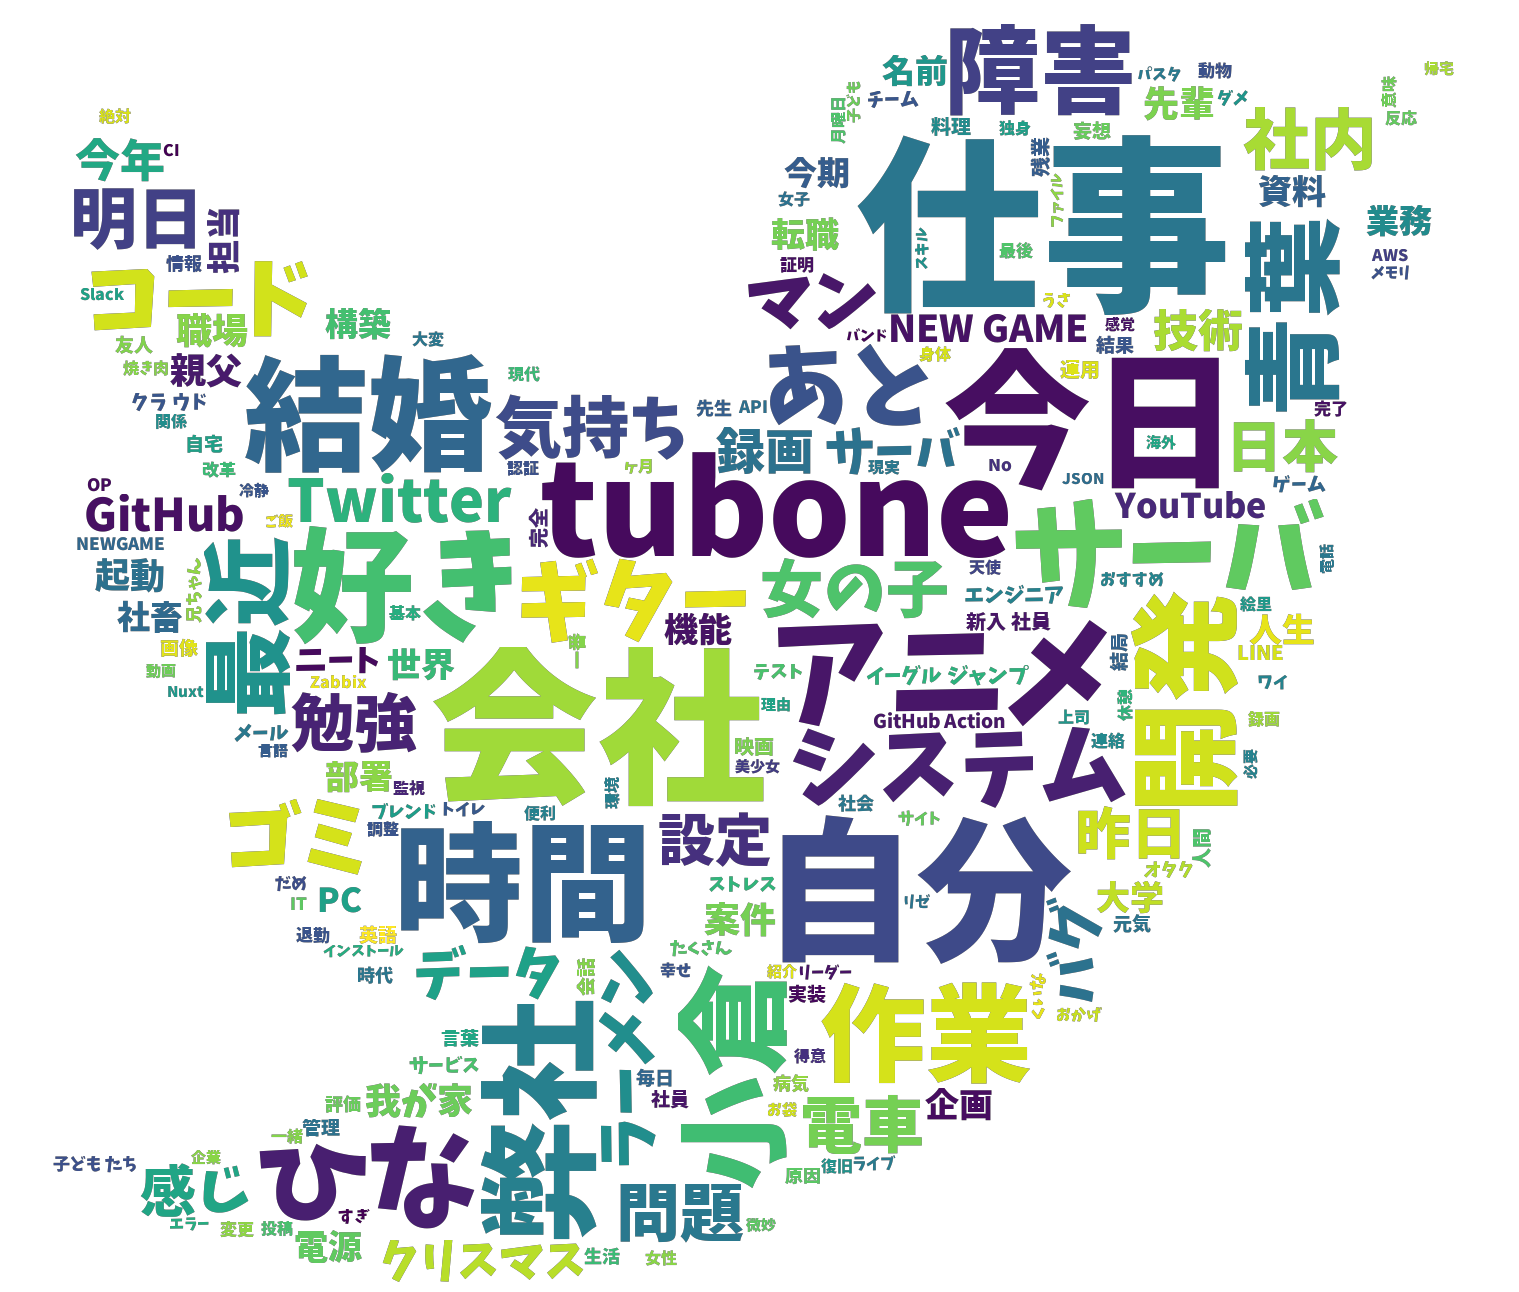 障害
名前
パスタ
動物
帰宅
チーム
先輩
ダメ
意味
子ども
月曜日
反応
絶対
料理
独身
妄想
社内
今年
CI
仕事
残業
今期
資料
女子
ファイル
明日
担当
転職
業務
スキル
最後
情報
証明
AWS
メモリ
青葉
コード
Slack
マン
うさ
職場
構築
バンド
NEW GAME
感覚
技術
友人
大変
身体
結果
焼き肉
親父
現代
あと
今日
運用
結婚
クラウド
関係
気持ち
先生
API
完了
自宅
録画
サーバ
海外
日本
改革
認証
ケ月
現実
No
OP
冷静
Twitter
tubone
JSON
ゲーム
GitHub
ご飯
完全
YouTube
NEWGAME
サーバ
最近
好き
電話
起動
兄ちゃん
ギター
女の子
天使
おすすめ
社畜
基本
エンジニア
絵里
画像
一番
機能
新入 社員
開発
人生
動画
ニート
世界
アニメ
結局
LINE
Nuxt
Zabbix
会社
テスト
イーグル ジャンプ
ワイ
勉強
理由
GitHub Action
休憩
上司
録画
メール
言語
映画
美少女
システム
連絡
必要
部署
監視
環境
社会
ゴミ
ブレンド
トイレ
便利
設定
サイト
昨日
調整
時間
自分
人間
だめ
IT
PC
ストレス
リゼ
オタク
大学
案件
バグ
元気
退勤
英語
インストール
たくさん
時代
データ
会話
幸せ
紹介
リーダー
小倉
実装
作業
くいな
おかげ
弊社
メンラー
言葉
得意
サービス
毎日
病気
評価
我が家
社員
お袋
電車
企画
一緒
管理
ひな
子ども たち
企業
感じ
原因
復旧
ライブ
すぎ
問題
エラー
変更
投稿
微妙
電源
クリスマス
生活
女性